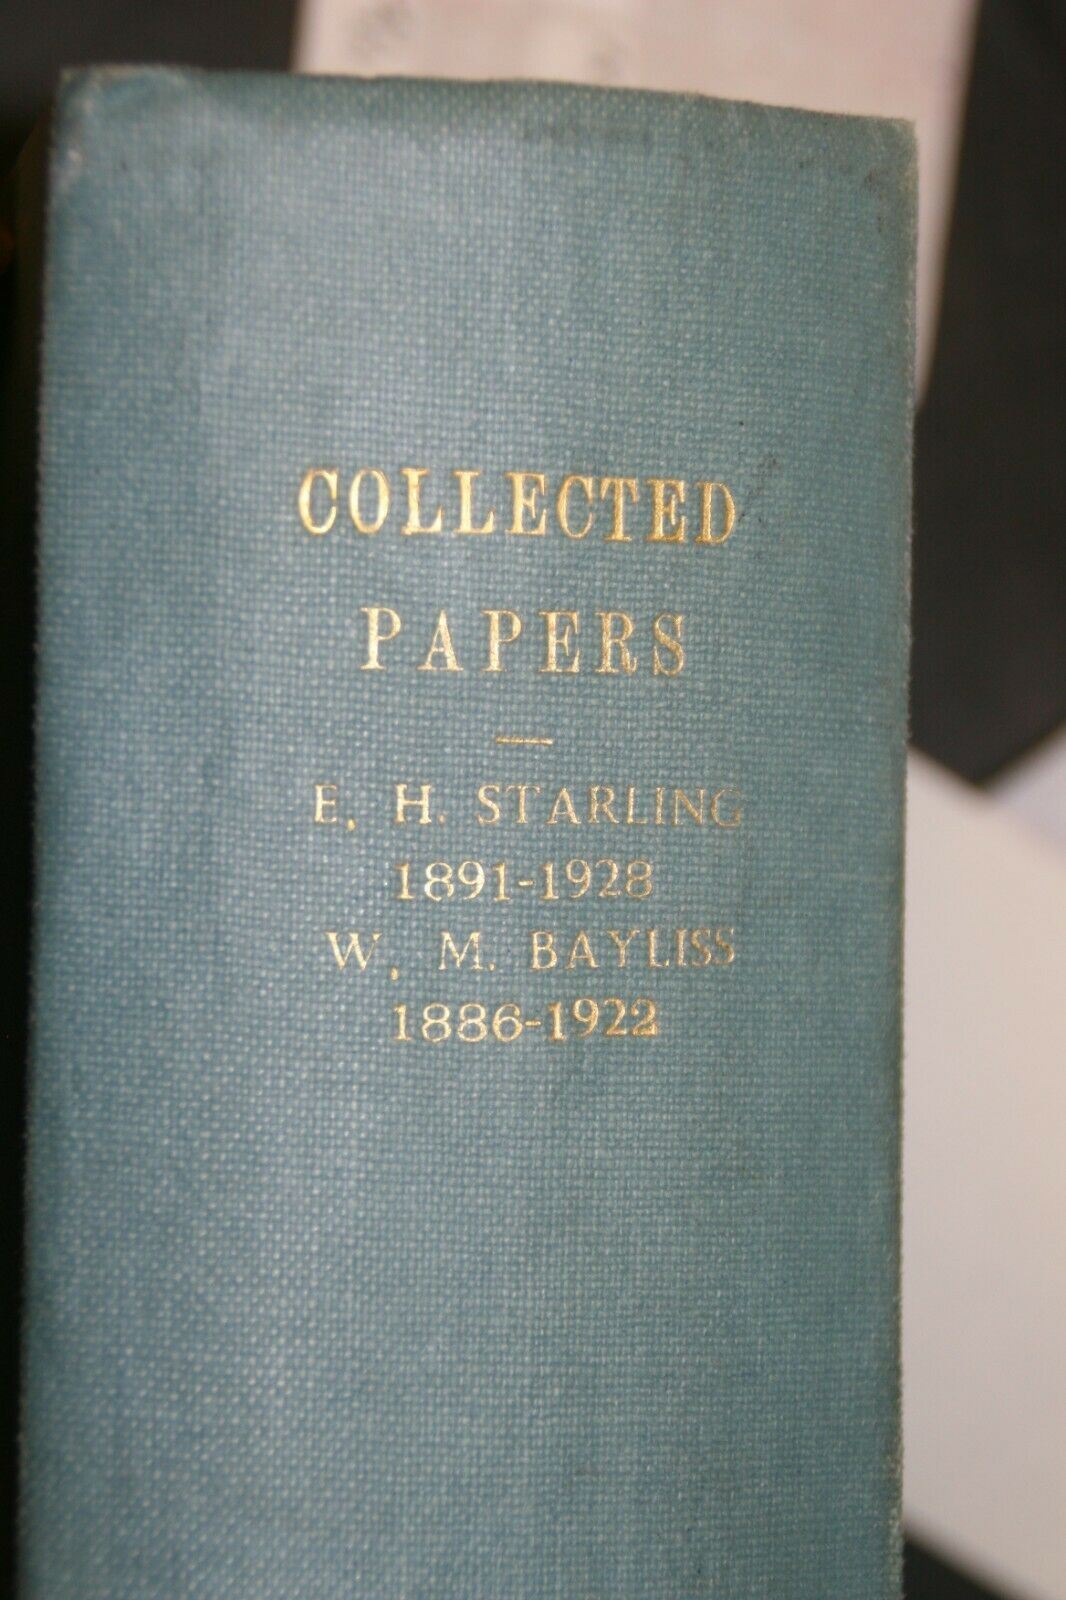 COLLECTED
PAPERS
E. H. STARLING
1891-1928
W. M. BAYLISS
1886-1922